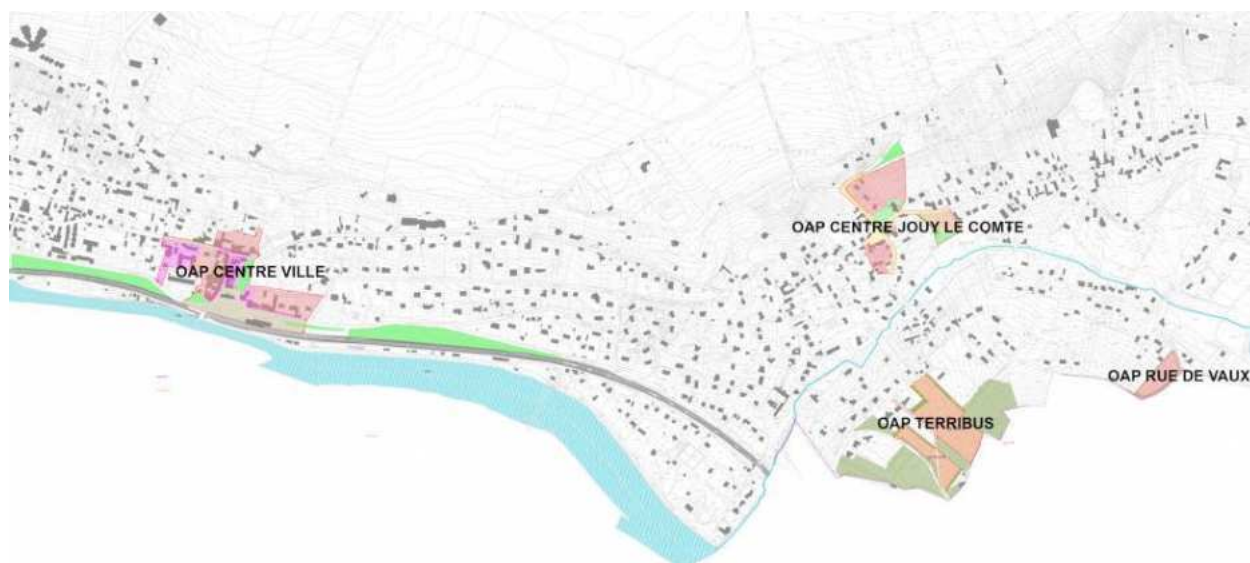 OAP CENTRE JOUY LE COMTE
OAP CENTRE VILLE
OAP RUE DE VAUX
OAP TERRIBUS